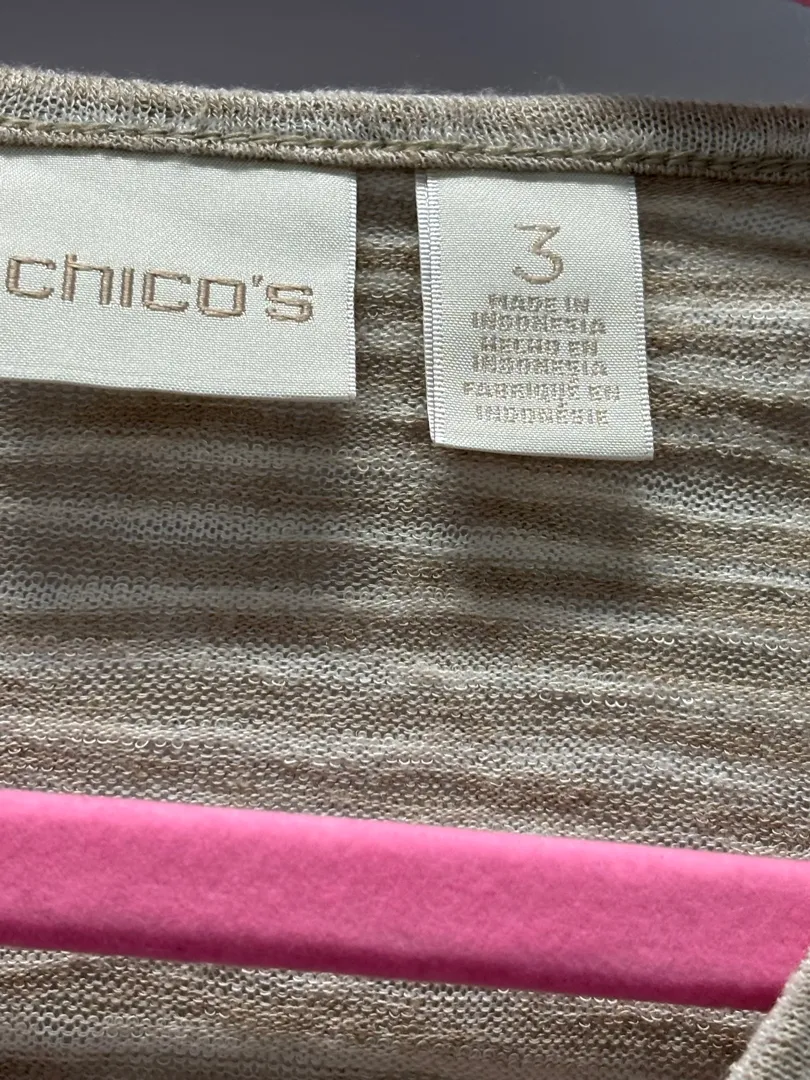 chico's
3
MADE IN
INDONESIA
HECHO EN
INDONESIA
FABRIQUÉ EN
INDONÉSIE